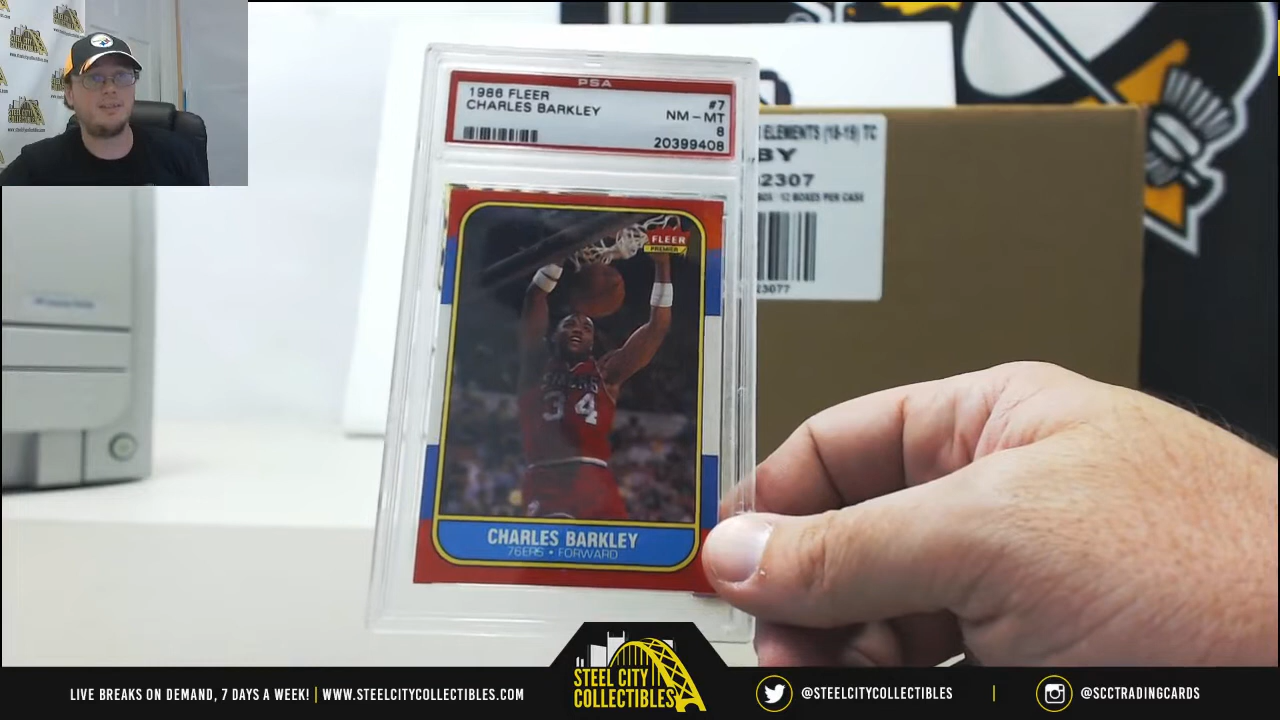 PSA
1986 FLEER
#7
CHARLES BARKLEY
NM - MT
8
20399408
FLEER
PREMIER
34
CHARLES BARKLEY
76ERS • FORWARD
ELEMENTS (18-19) TC
BY
2307
12 BOXES PER CASE
23077
LIVE BREAKS ON DEMAND, 7 DAYS A WEEK! | WWW.STEELCITYCOLLECTIBLES.COM
STEEL CITY
COLLECTIBLES
@STEELCITYCOLLECTIBLES
|
@SCCTRADINGCARDS